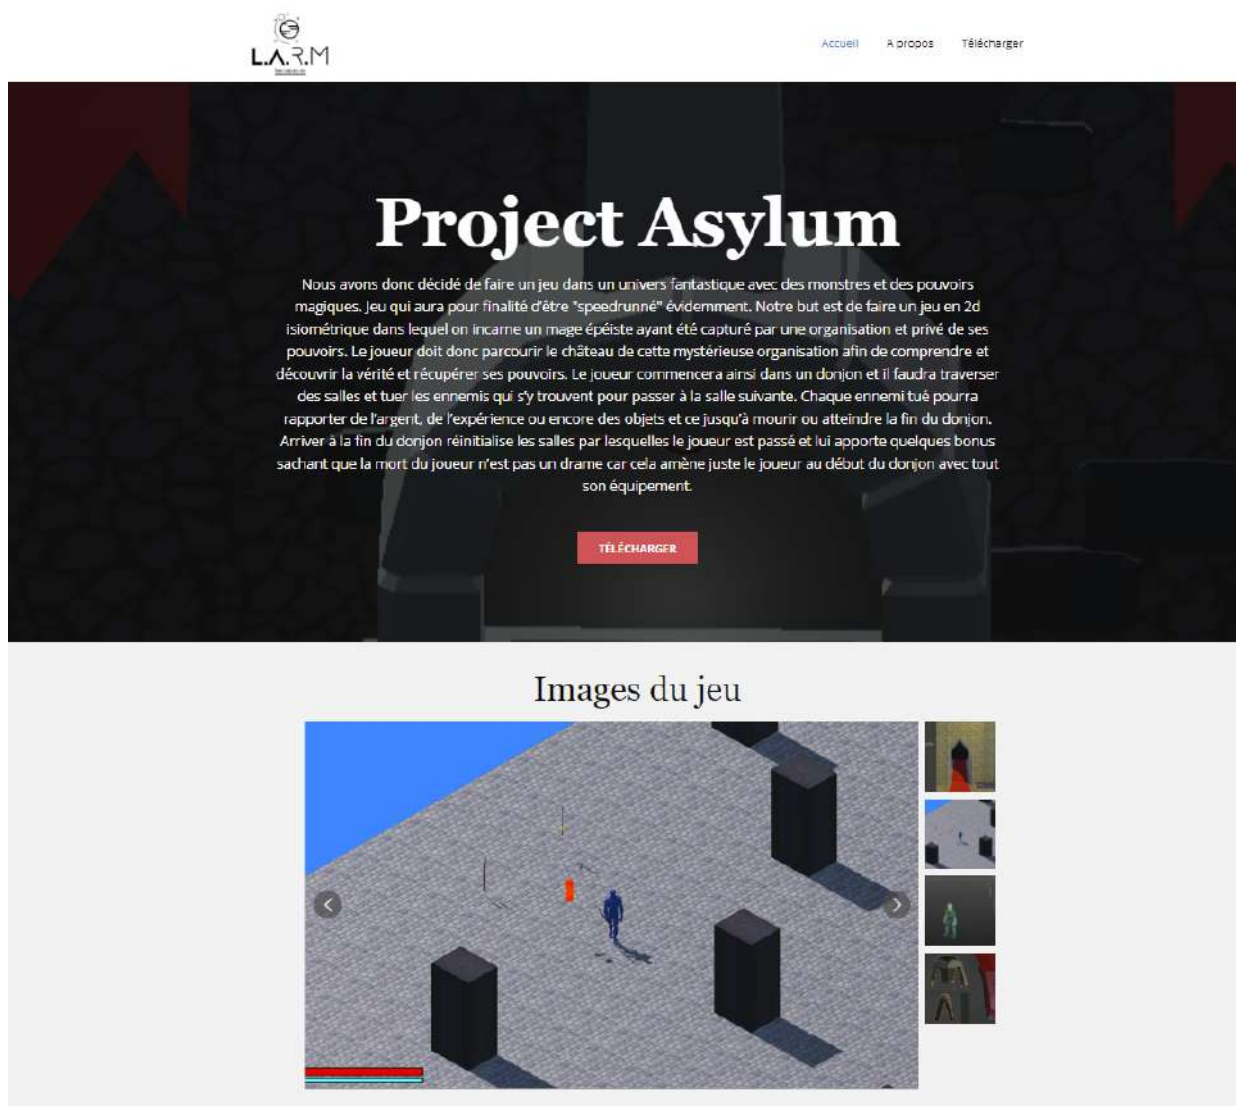 L.A.R.M
Accueil A propos Télécharger
Project Asylum
Nous avons donc décidé de faire un jeu dans un univers fantastique avec des monstres et des pouvoirs
magiques. Jeu qui aura pour finalité d'être "speedrunné" évidemment. Notre but est de faire un jeu en 2d
isiométrique dans lequel on incarne un mage épéiste ayant été capturé par une organisation et privé de ses
pouvoirs. Le joueur doit donc parcourir le château de cette mystérieuse organisation afin de comprendre et
découvrir la vérité et récupérer ses pouvoirs. Le joueur commencera ainsi dans un donjon et il faudra traverser
des salles et tuer les ennemis qui s'y trouvent pour passer à la salle suivante. Chaque ennemi tué pourra
rapporter de l'argent, de l'expérience ou encore des objets et ce jusqu'à mourir ou atteindre la fin du donjon.
Arriver à la fin du donjon réinitialise les salles par lesquelles le joueur est passé et lui apporte quelques bonus
sachant que la mort du joueur n'est pas un drame car cela amène juste le joueur au début du donjon avec tout
son équipement.
TÉLÉCHARGER
Images du jeu